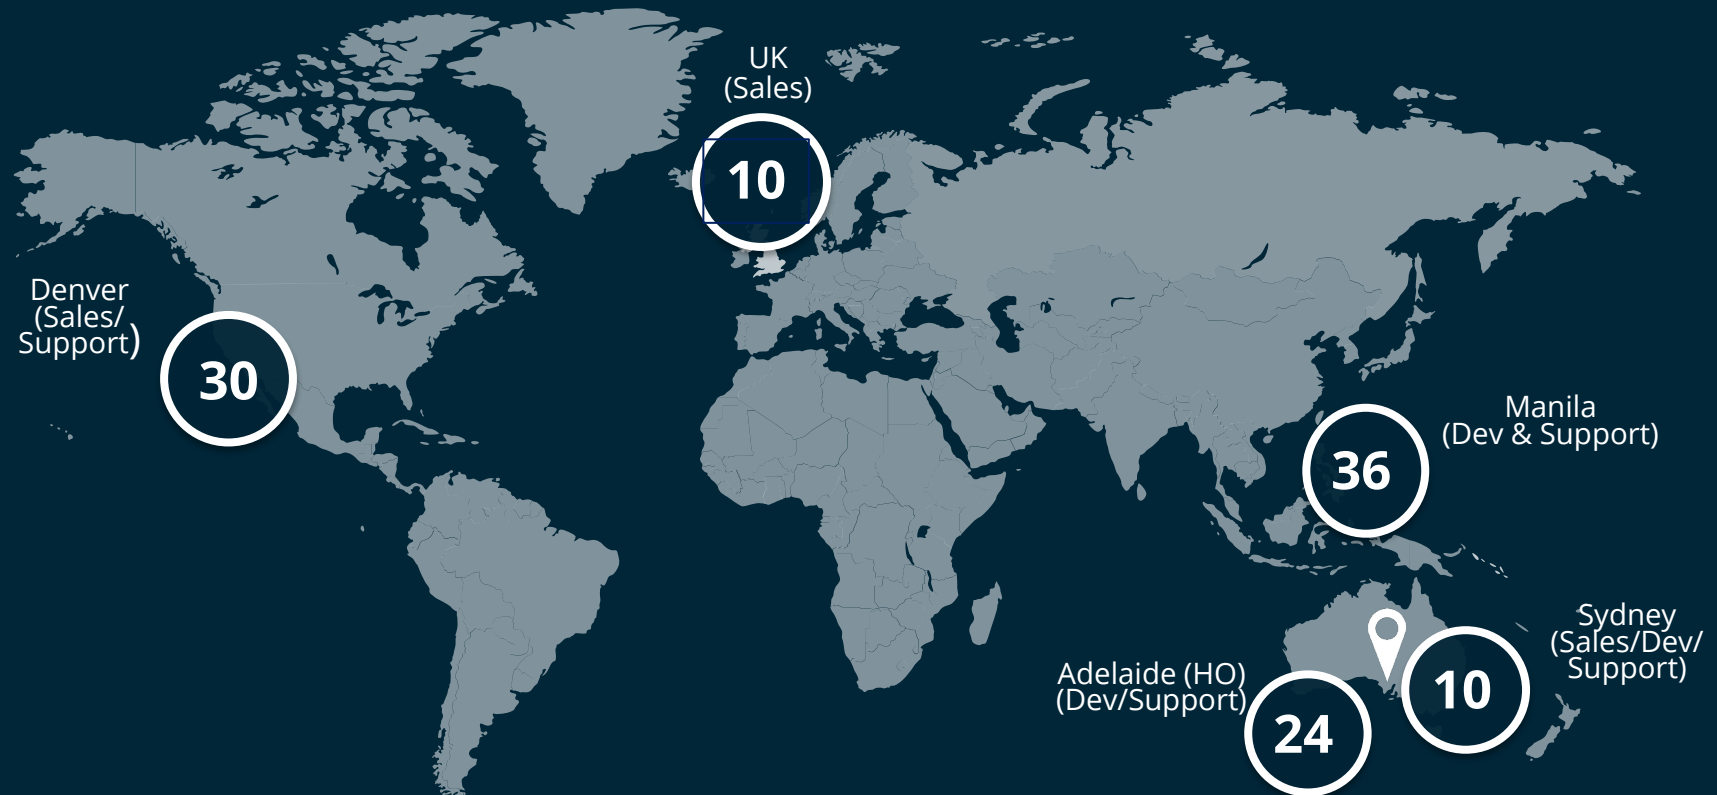 UK
(Sales)
10
Denver
(Sales/
Support)
30
Manila
(Dev & Support)
36
Sydney
(Sales/Dev/
Support)
10
Adelaide (HO)
(Dev/Support)
24